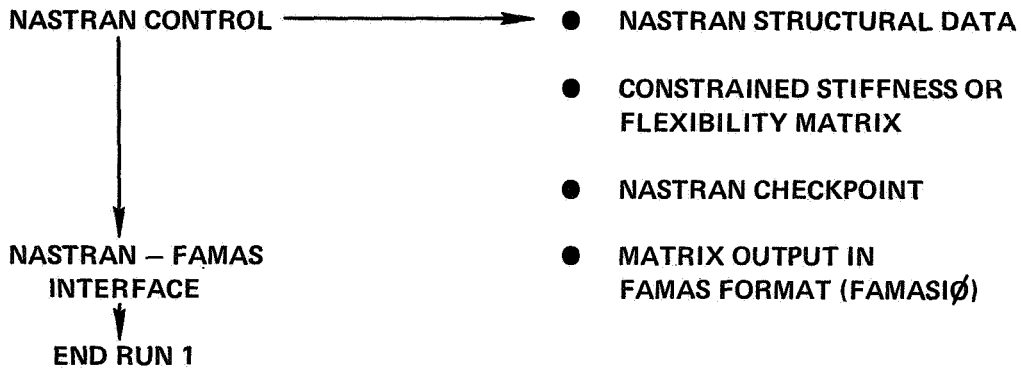 NASTRAN CONTROL
● NASTRAN STRUCTURAL DATA
● CONSTRAINED STIFFNESS OR
FLEXIBILITY MATRIX
● NASTRAN CHECKPOINT
NASTRAN – FAMAS
INTERFACE
● MATRIX OUTPUT IN
FAMAS FORMAT (FAMASIØ)
END RUN 1